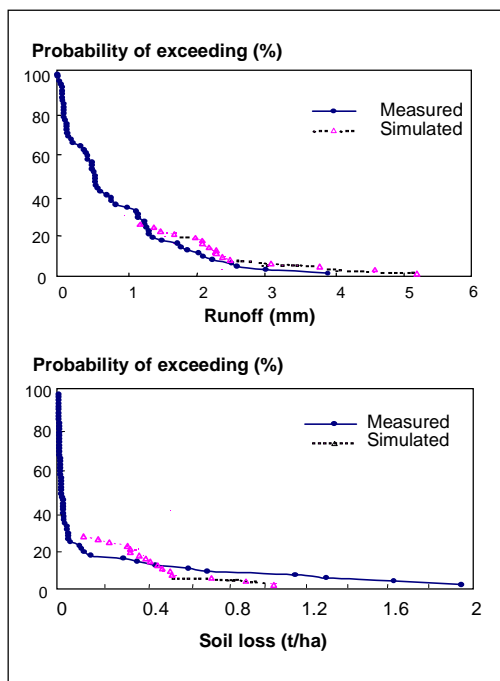 Probability of exceeding (%)
100
80
60
40
20
0
Measured
Simulated
0 1 2 3 4 5 6
Runoff (mm)
Probability of exceeding (%)
100
80
60
40
20
0
Measured
Simulated
0 0.4 0.8 1.2 1.6 2
Soil loss (t/ha)